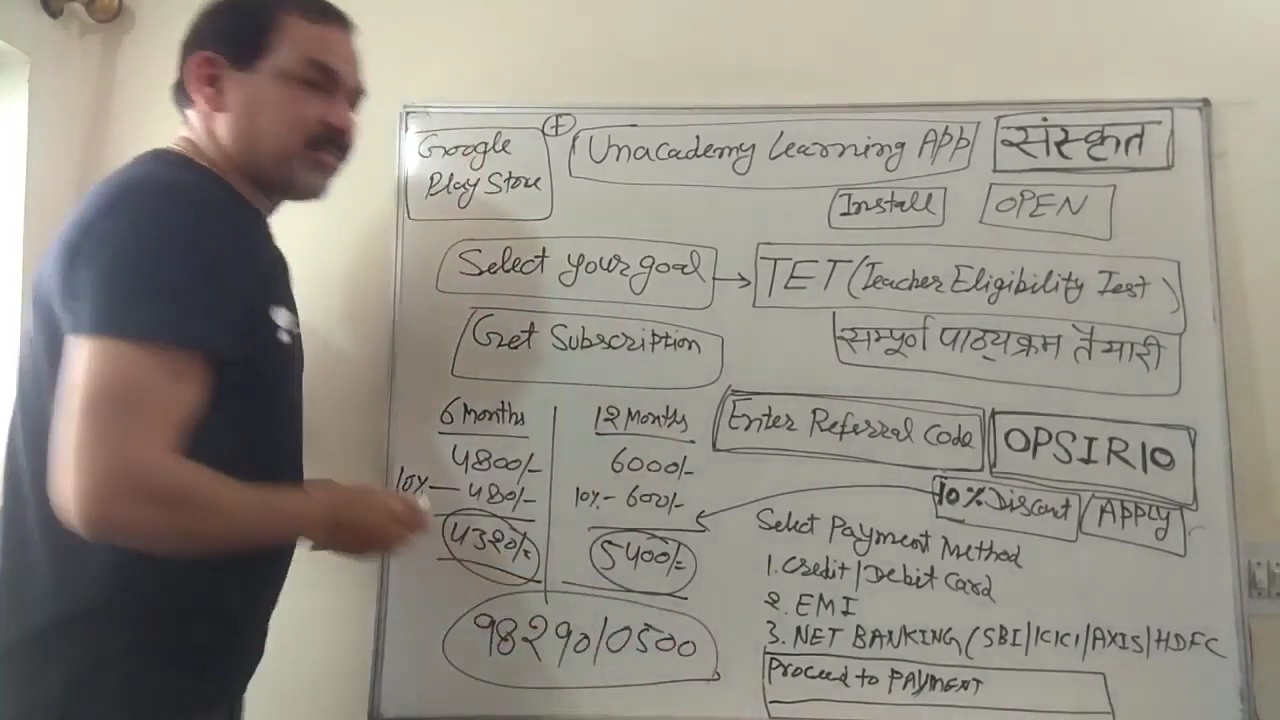 Google Play Store
+
Unacademy Learning App
संस्कृत
Install
OPEN
Select your goal → TET (Teacher Eligibility Test)
Get Subscription
सम्पूर्ण पाठ्यक्रम तैयारी
6 Months
4800/-
10% — 480/-
4320/=
12 Months
6000/-
10% - 600/-
5400/=
9829010500
Enter Referral Code
OPSIR10
10% Discount
APPLY
Select Payment Method
1. Credit/Debit Card
2. EMI
3. NET BANKING (SBI/ICICI/AXIS/HDFC
Proceed to PAYMENT